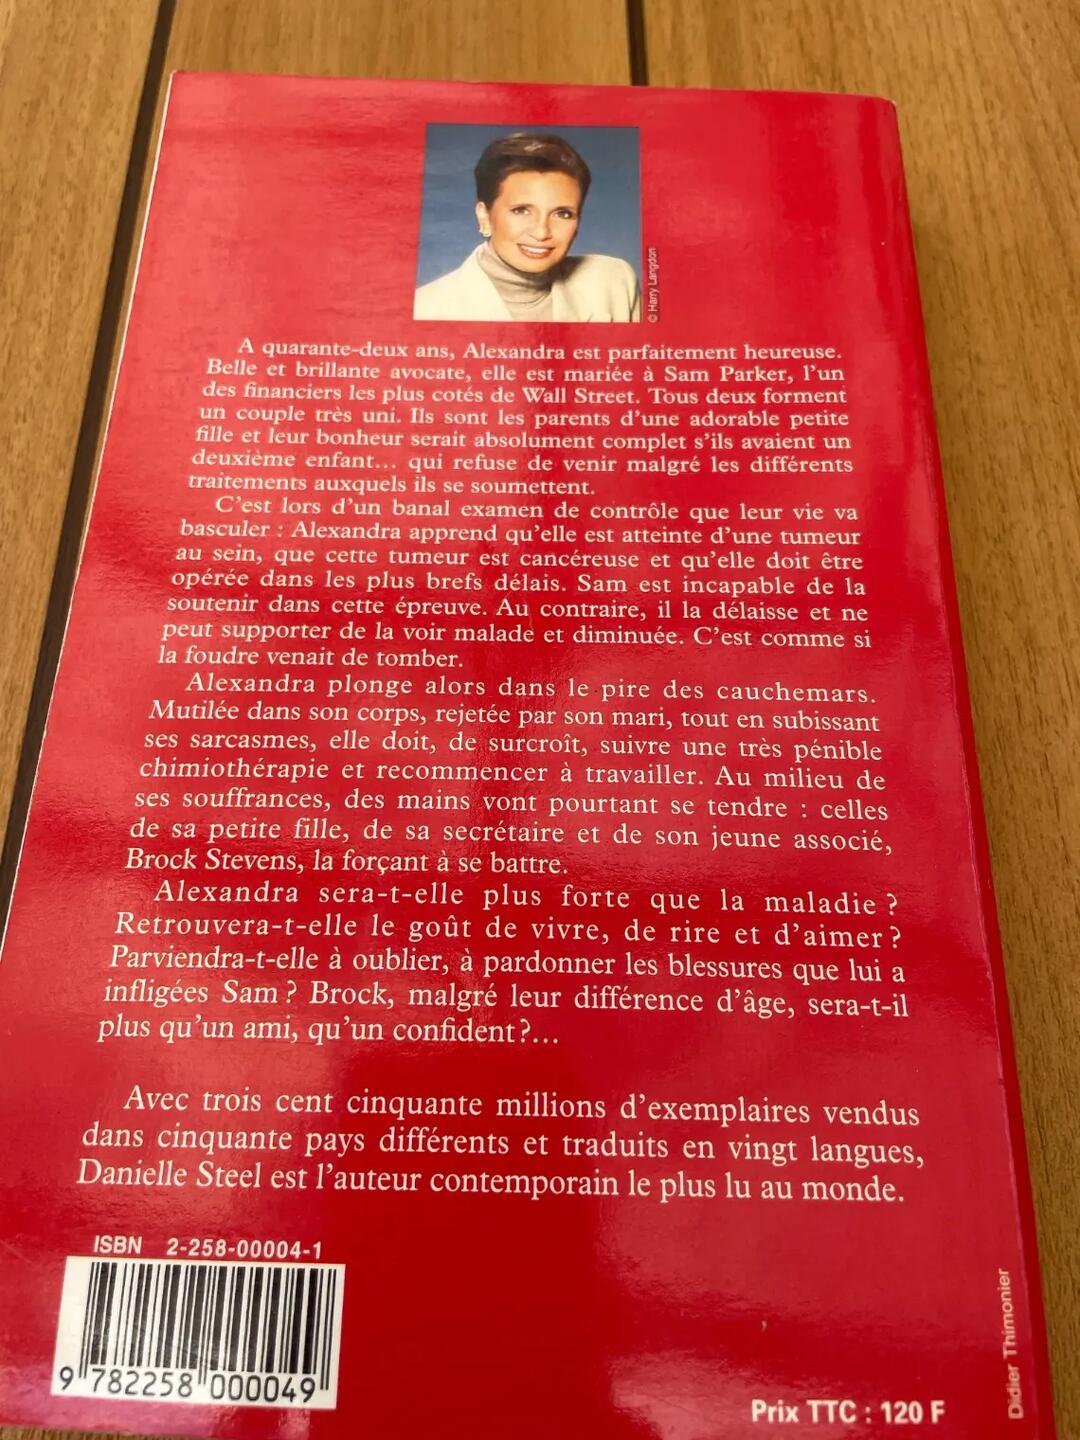 © Harry Langdon
A quarante-deux ans, Alexandra est parfaitement heureuse.
Belle et brillante avocate, elle est mariée à Sam Parker, l'un
des financiers les plus cotés de Wall Street. Tous deux forment
un couple très uni. Ils sont les parents d'une adorable petite
fille et leur bonheur serait absolument complet s'ils avaient un
deuxième enfant... qui refuse de venir malgré les différents
traitements auxquels ils se soumettent.
C'est lors d'un banal examen de contrôle que leur vie va
basculer : Alexandra apprend qu'elle est atteinte d'une tumeur
au sein, que cette tumeur est cancéreuse et qu'elle doit être
opérée dans les plus brefs délais. Sam est incapable de la
soutenir dans cette épreuve. Au contraire, il la délaisse et ne
peut supporter de la voir malade et diminuée. C'est comme si
la foudre venait de tomber.
Alexandra plonge alors dans le pire des cauchemars.
Mutilée dans son corps, rejetée par son mari, tout en subissant
ses sarcasmes, elle doit, de surcroît, suivre une très pénible
chimiothérapie et recommencer à travailler. Au milieu de
ses souffrances, des mains vont pourtant se tendre : celles
de sa petite fille, de sa secrétaire et de son jeune associé,
Brock Stevens, la forçant à se battre.
Alexandra sera-t-elle plus forte que la maladie ?
Retrouvera-t-elle le goût de vivre, de rire et d'aimer ?
Parviendra-t-elle à oublier, à pardonner les blessures que lui a
infligées Sam ? Brock, malgré leur différence d'âge, sera-t-il
plus qu'un ami, qu'un confident ?...
Avec trois cent cinquante millions d'exemplaires vendus
dans cinquante pays différents et traduits en vingt langues,
Danielle Steel est l'auteur contemporain le plus lu au monde.
ISBN 2-258-00004-1
9 782258 000049
Prix TTC : 120 F
Didier Thimonier